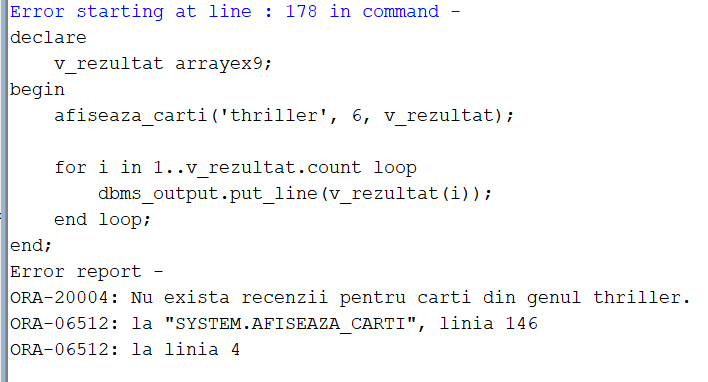 Error starting at line : 178 in command -
declare
    v_rezultat arrayex9;
begin
    afiseaza_carti('thriller', 6, v_rezultat);

    for i in 1..v_rezultat.count loop
        dbms_output.put_line(v_rezultat(i));
    end loop;
end;
Error report -
ORA-20004: Nu exista recenzii pentru carti din genul thriller.
ORA-06512: la "SYSTEM.AFISEAZA_CARTI", linia 146
ORA-06512: la linia 4